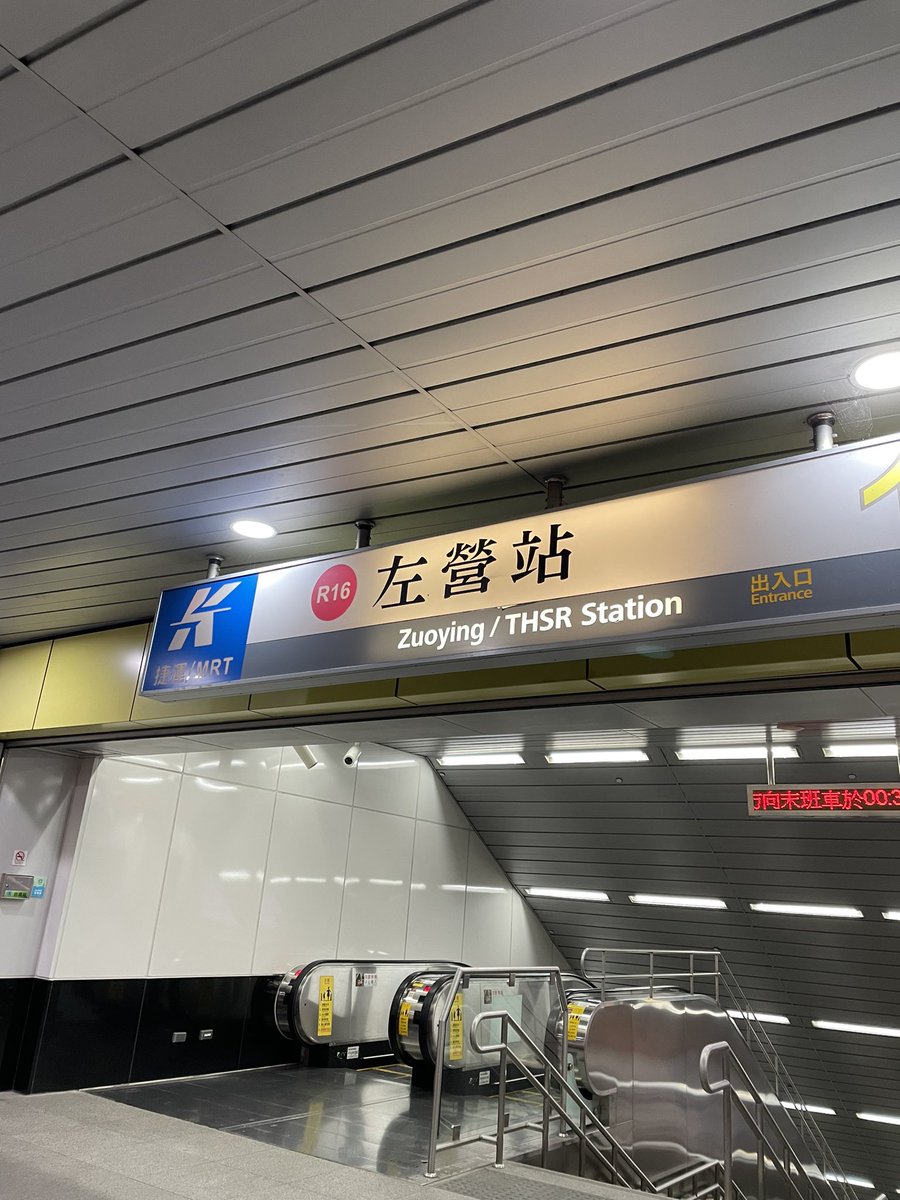 R16 左營站
Zuoying / THSR Station
出入口
Entrance
捷運/MRT
向末班車於00:3